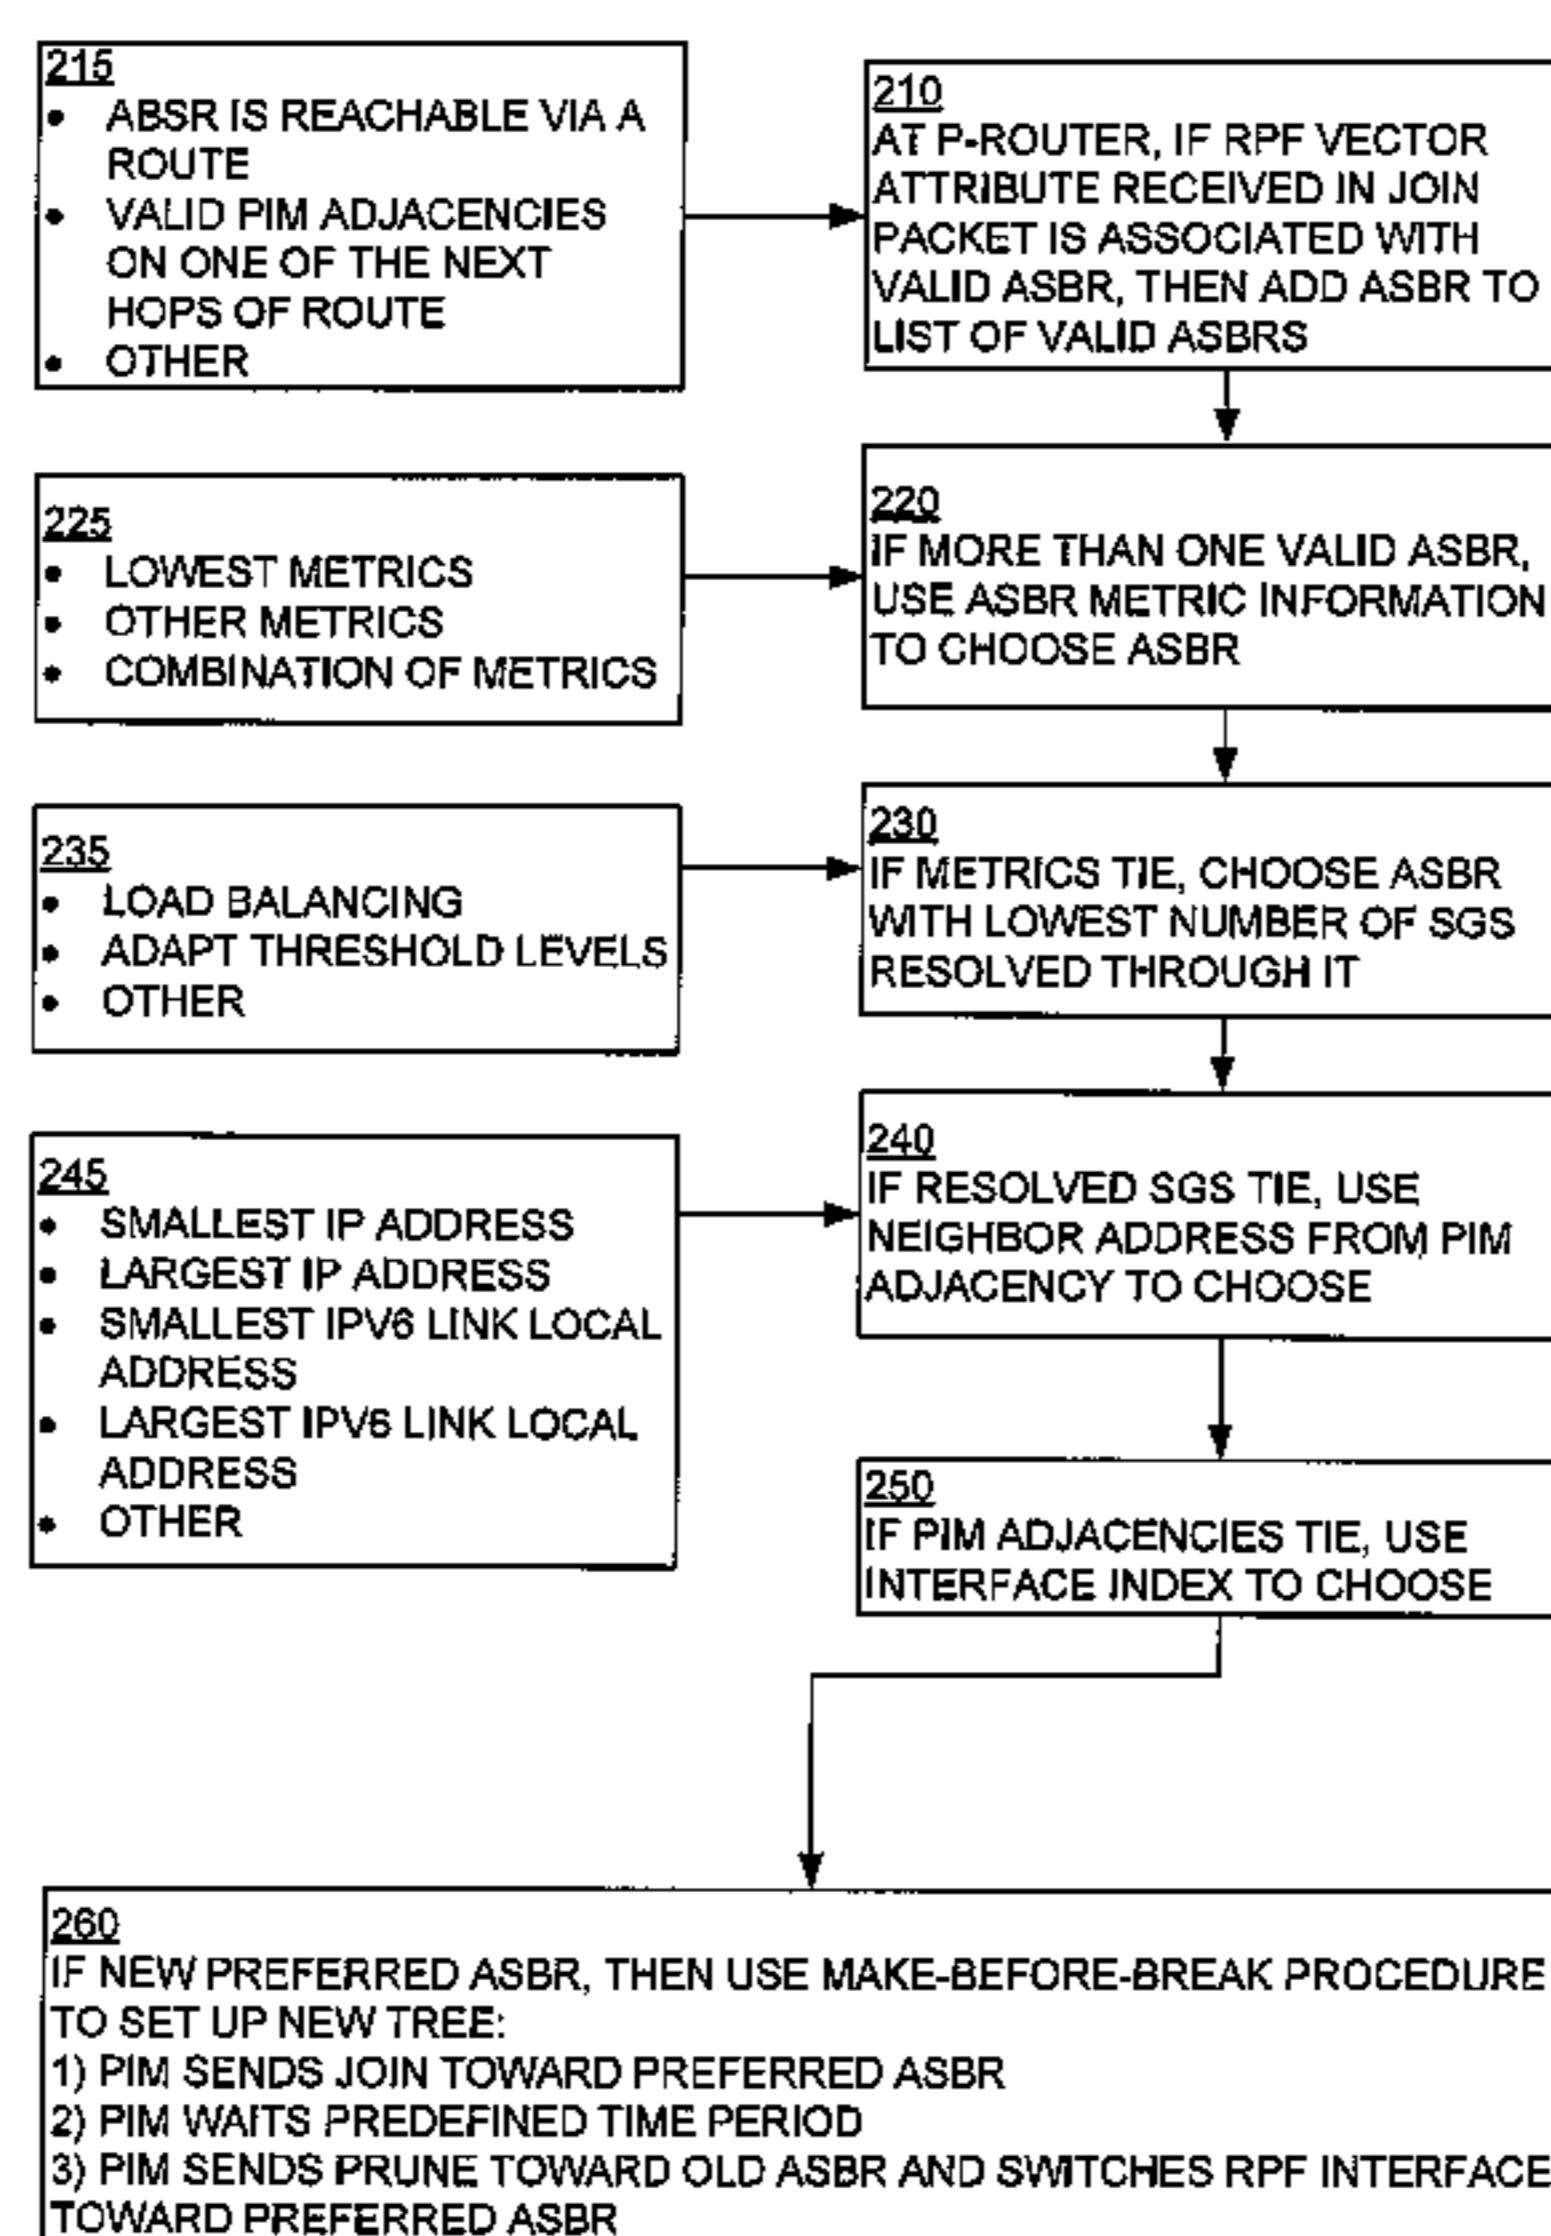 215
• ABSR IS REACHABLE VIA A
ROUTE
• VALID PIM ADJACENCIES
ON ONE OF THE NEXT
HOPS OF ROUTE
• OTHER
210
AT P-ROUTER, IF RPF VECTOR
ATTRIBUTE RECEIVED IN JOIN
PACKET IS ASSOCIATED WITH
VALID ASBR, THEN ADD ASBR TO
LIST OF VALID ASBRS
225
• LOWEST METRICS
• OTHER METRICS
• COMBINATION OF METRICS
220
IF MORE THAN ONE VALID ASBR,
USE ASBR METRIC INFORMATION
TO CHOOSE ASBR
235
• LOAD BALANCING
• ADAPT THRESHOLD LEVELS
• OTHER
230
IF METRICS TIE, CHOOSE ASBR
WITH LOWEST NUMBER OF SGS
RESOLVED THROUGH IT
245
• SMALLEST IP ADDRESS
• LARGEST IP ADDRESS
• SMALLEST IPV6 LINK LOCAL
ADDRESS
• LARGEST IPV6 LINK LOCAL
ADDRESS
• OTHER
240
IF RESOLVED SGS TIE, USE
NEIGHBOR ADDRESS FROM PIM
ADJACENCY TO CHOOSE
250
IF PIM ADJACENCIES TIE, USE
INTERFACE INDEX TO CHOOSE
260
IF NEW PREFERRED ASBR, THEN USE MAKE-BEFORE-BREAK PROCEDURE
TO SET UP NEW TREE:
1) PIM SENDS JOIN TOWARD PREFERRED ASBR
2) PIM WAITS PREDEFINED TIME PERIOD
3) PIM SENDS PRUNE TOWARD OLD ASBR AND SWITCHES RPF INTERFACE
TOWARD PREFERRED ASBR